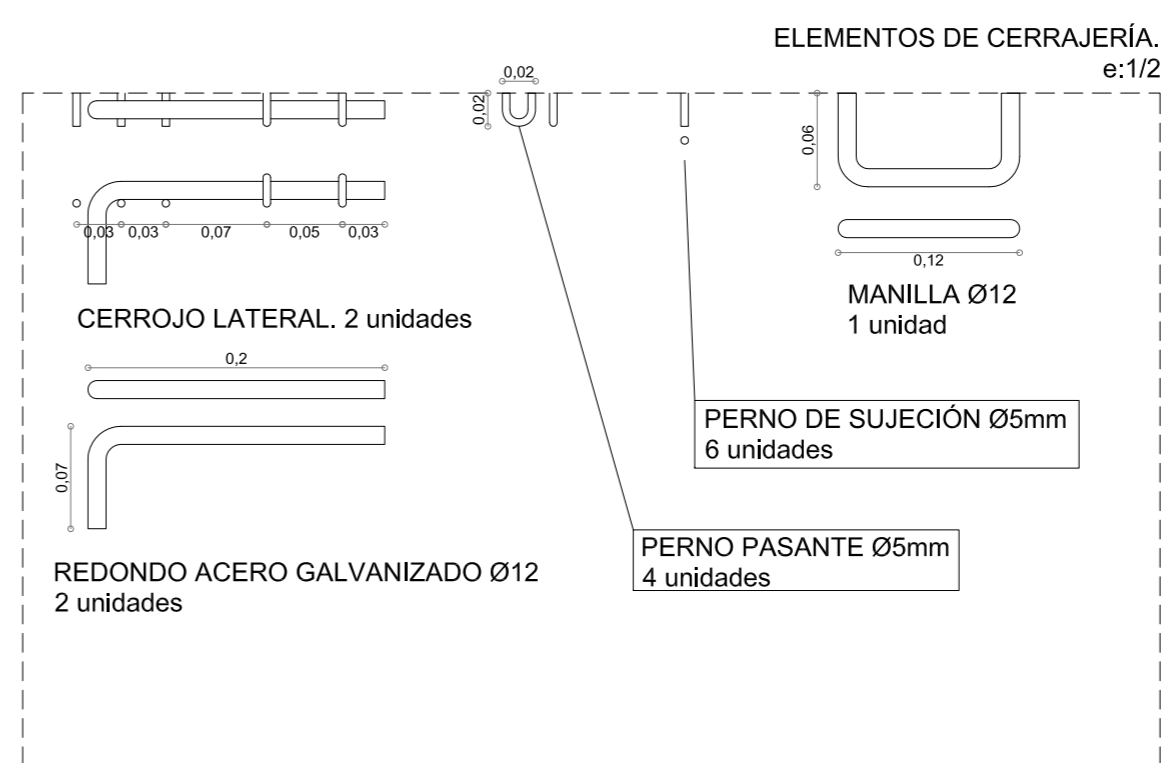 ELEMENTOS DE CERRAJERÍA.
e:1/2
0,02
0,02
0,06
0,03 0,03 0,07 0,05 0,03
0,12
CERROJO LATERAL. 2 unidades
MANILLA Ø12
1 unidad
0,2
0,07
PERNO DE SUJECIÓN Ø5mm
6 unidades
PERNO PASANTE Ø5mm
4 unidades
REDONDO ACERO GALVANIZADO Ø12
2 unidades